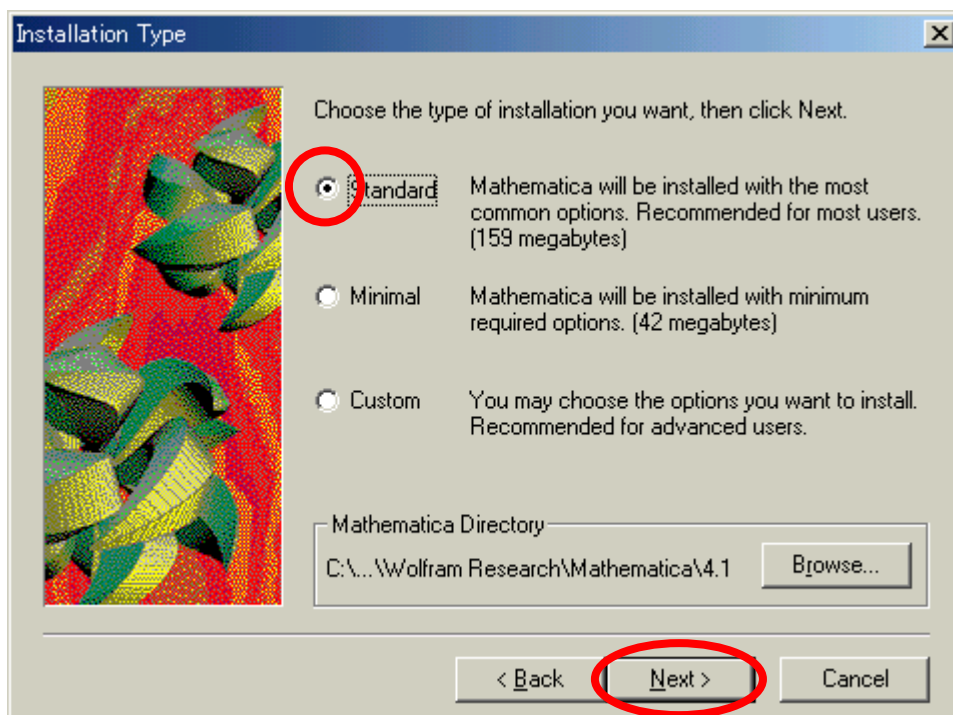 Installation Type
Choose the type of installation you want, then click Next.
Standard
Mathematica will be installed with the most
common options. Recommended for most users.
(159 megabytes)
Minimal
Mathematica will be installed with minimum
required options. (42 megabytes)
Custom
You may choose the options you want to install.
Recommended for advanced users.
Mathematica Directory
C:\...\Wolfram Research\Mathematica\4.1
Browse...
< Back
Next >
Cancel